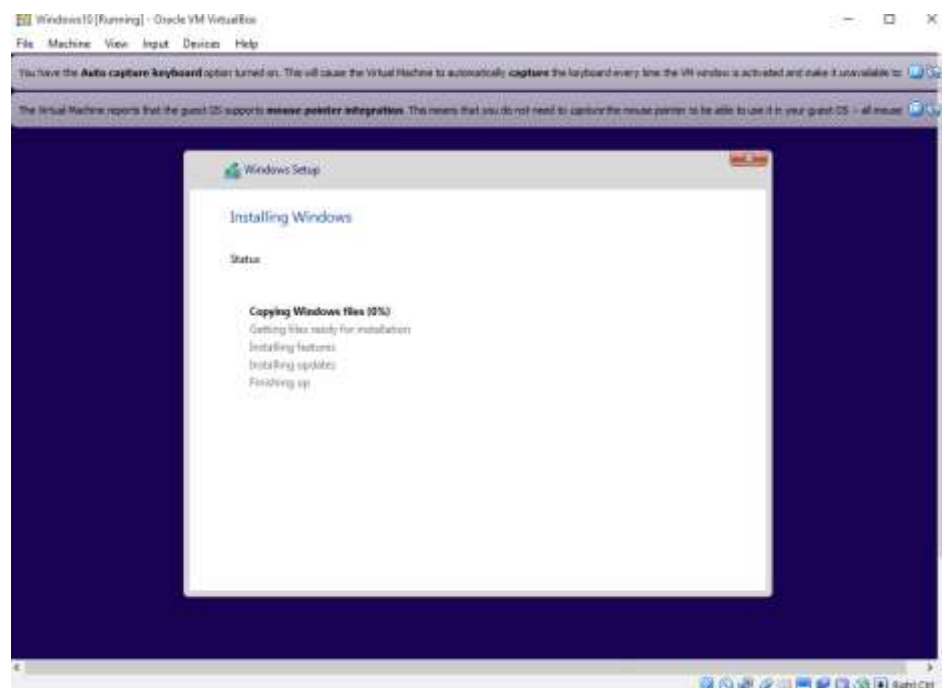 Windows10 [Running] - Oracle VM VirtualBox
File Machine View Input Devices Help
You have the Auto capture keyboard option turned on. This will cause the Virtual Machine to automatically capture the keyboard every time the VM window is activated and make it unavailable to
The Virtual Machine reports that the guest OS supports mouse pointer integration. This means that you do not need to capture the mouse pointer to be able to use it in your guest OS -- all mouse
Windows Setup
Installing Windows
Status
Copying Windows files (0%)
Getting files ready for installation
Installing features
Installing updates
Finishing up
Right Ctrl